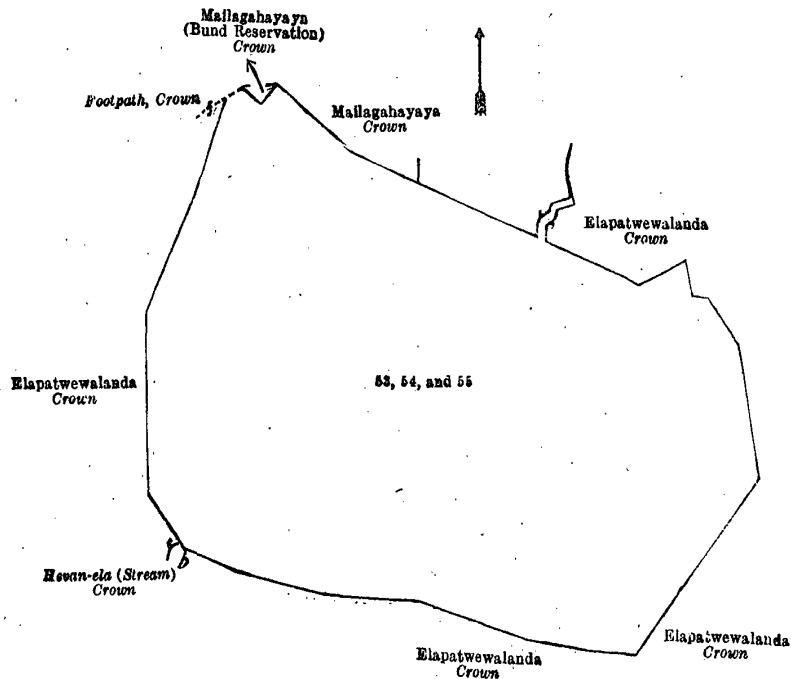 Mailagahayaya
(Bund Reservation)
Crown
Footpath, Crown
Mailagahayaya
Crown
Elapatwewalanda
Crown
Elapatwewalanda
Crown
53, 54, and 55
Hevan-ela (Stream)
Crown
Elapatwewalanda
Crown
Elapatwewalanda
Crown